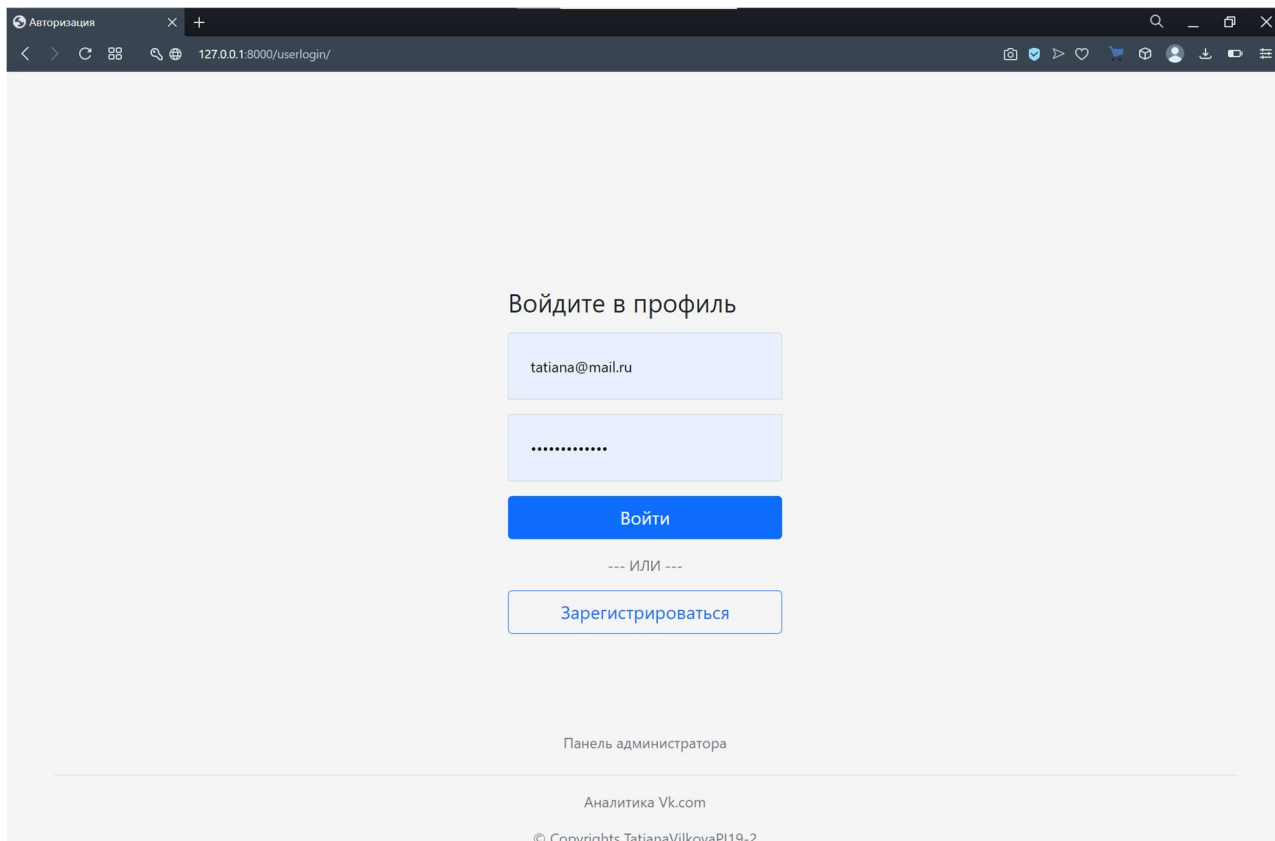 Авторизация
127.0.0.1:8000/userlogin/
Войдите в профиль
tatiana@mail.ru
•••••••••••••
Войти
--- ИЛИ ---
Зарегистрироваться
Панель администратора
Аналитика Vk.com
© Copyrights TatianaVilkovaPI19-2